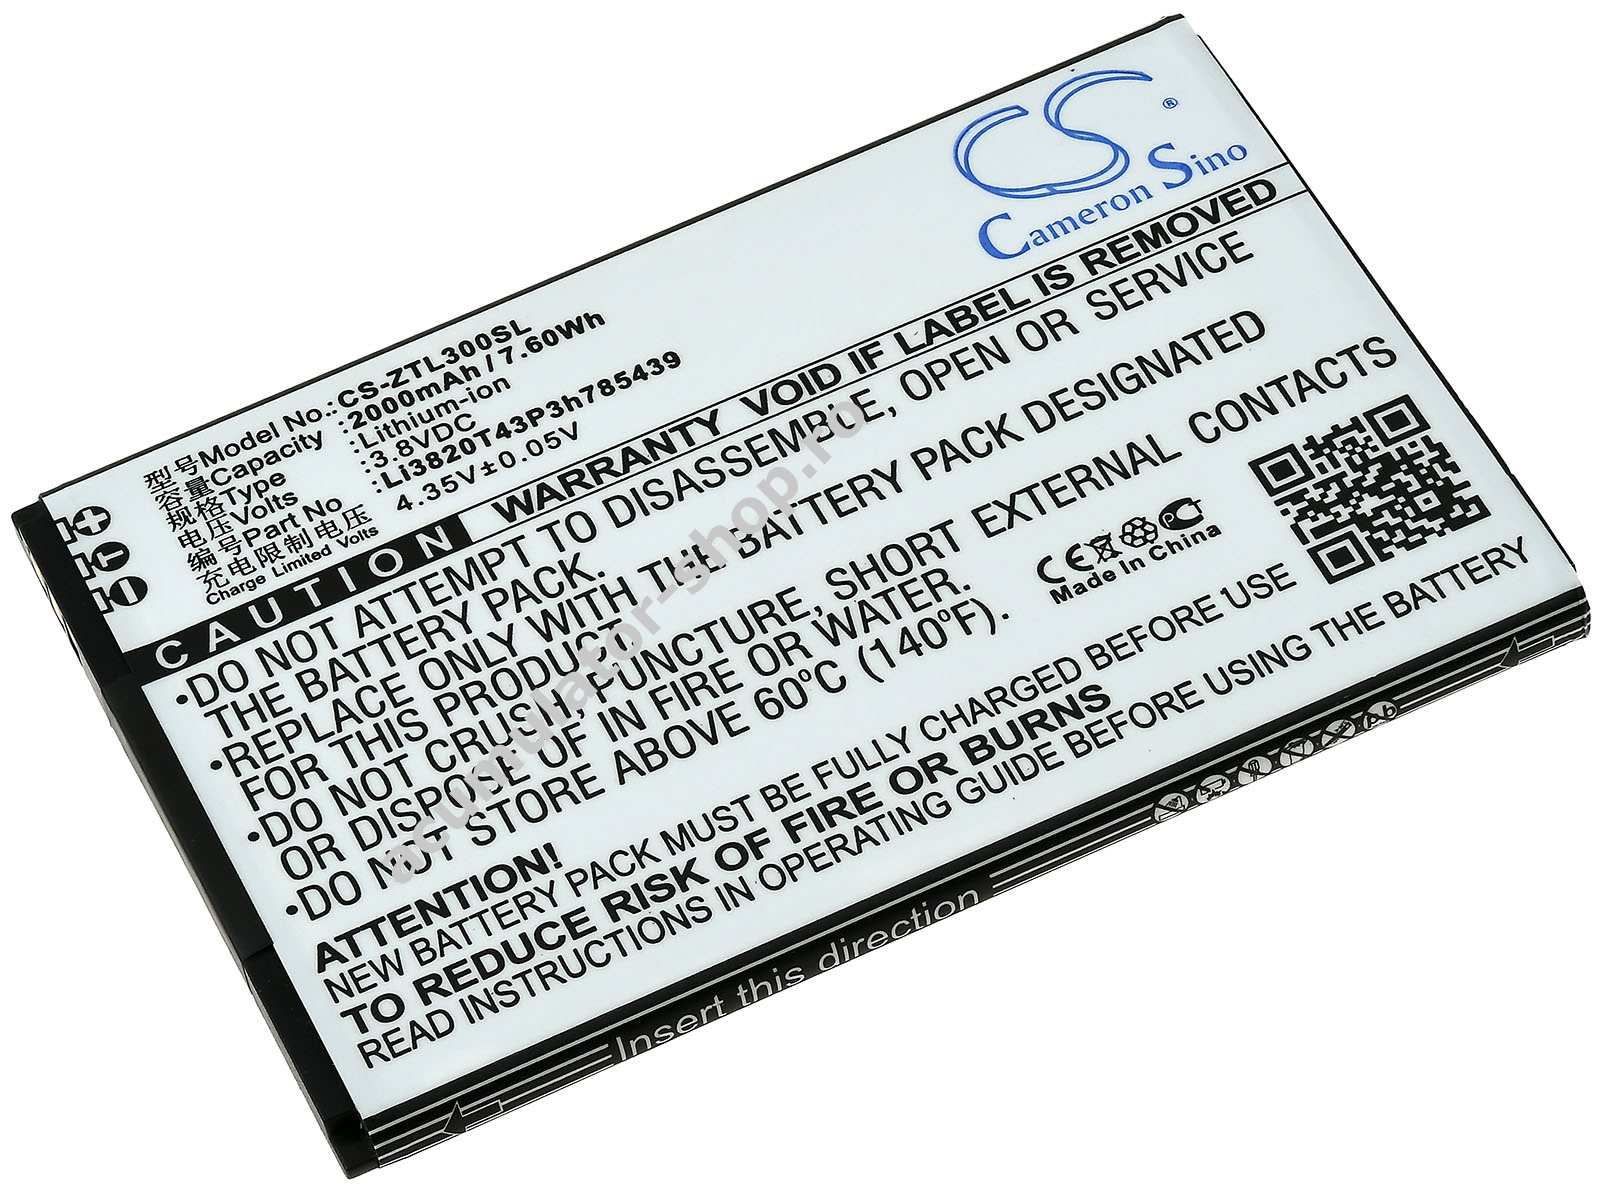 CS®
Cameron Sino
型号Model No.:CS-ZTL300SL
容量Capacity :2000mAh / 7.60Wh
规格Type :Lithium-ion
电压Volts :3.8VDC
编号Part No :Li3820T43P3h785439
充电限制电压 4.35V±0.05V
Charge Limited Volts
CAUTION WARRANTY VOID IF LABEL IS REMOVED
•DO NOT ATTEMPT TO DISASSEMBLE, OPEN OR SERVICE
THE BATTERY PACK.
•REPLACE ONLY WITH THE BATTERY PACK DESIGNATED
FOR THIS PRODUCT.
•DO NOT CRUSH, PUNCTURE, SHORT EXTERNAL CONTACTS
OR DISPOSE OF IN FIRE OR WATER.
•DO NOT STORE ABOVE 60°C (140°F).
CE
Made in China
ATTENTION!
NEW BATTERY PACK MUST BE FULLY CHARGED BEFORE USE
TO REDUCE RISK OF FIRE OR BURNS
READ INSTRUCTIONS IN OPERATING GUIDE BEFORE USING THE BATTERY
Insert this direction
acumulator-shop.ro